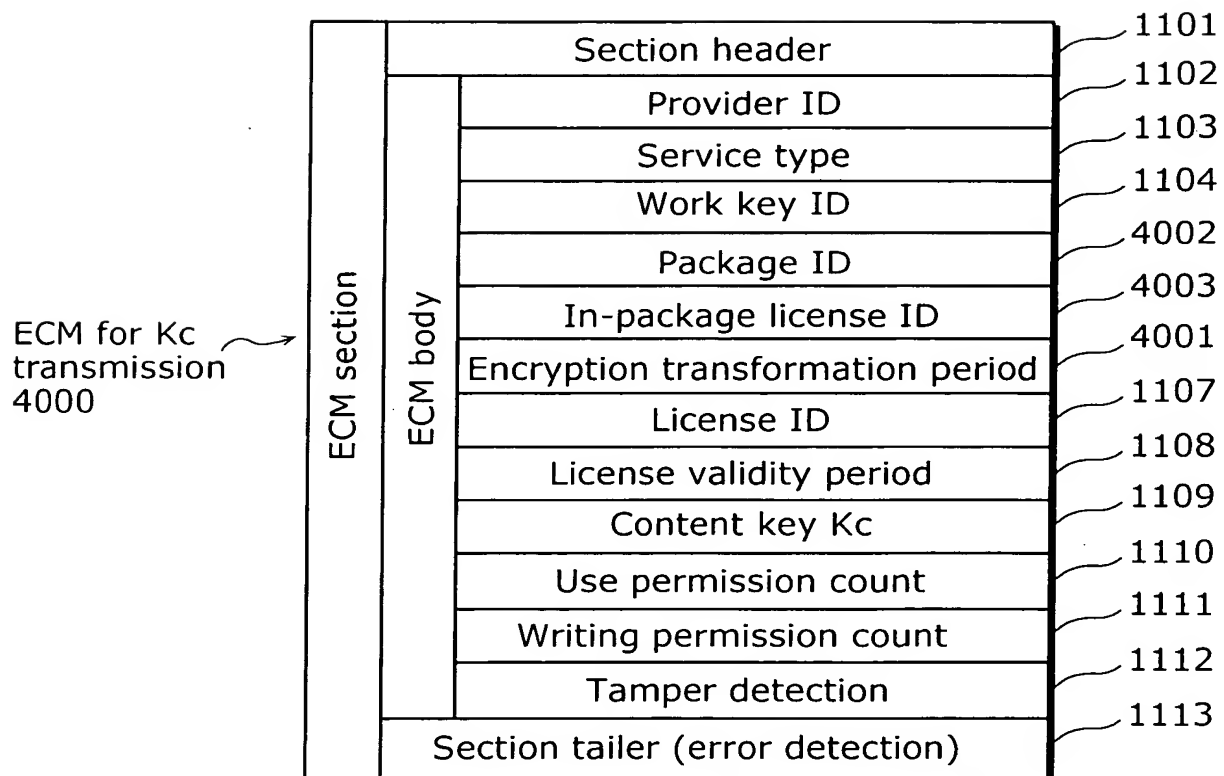 Section header 1101
Provider ID 1102
Service type 1103
Work key ID 1104
Package ID 4002
In-package license ID 4003
Encryption transformation period 4001
License ID 1107
License validity period 1108
Content key Kc 1109
Use permission count 1110
Writing permission count 1111
Tamper detection 1112
Section tailer (error detection) 1113
ECM for Kc
transmission
4000
ECM section
ECM body